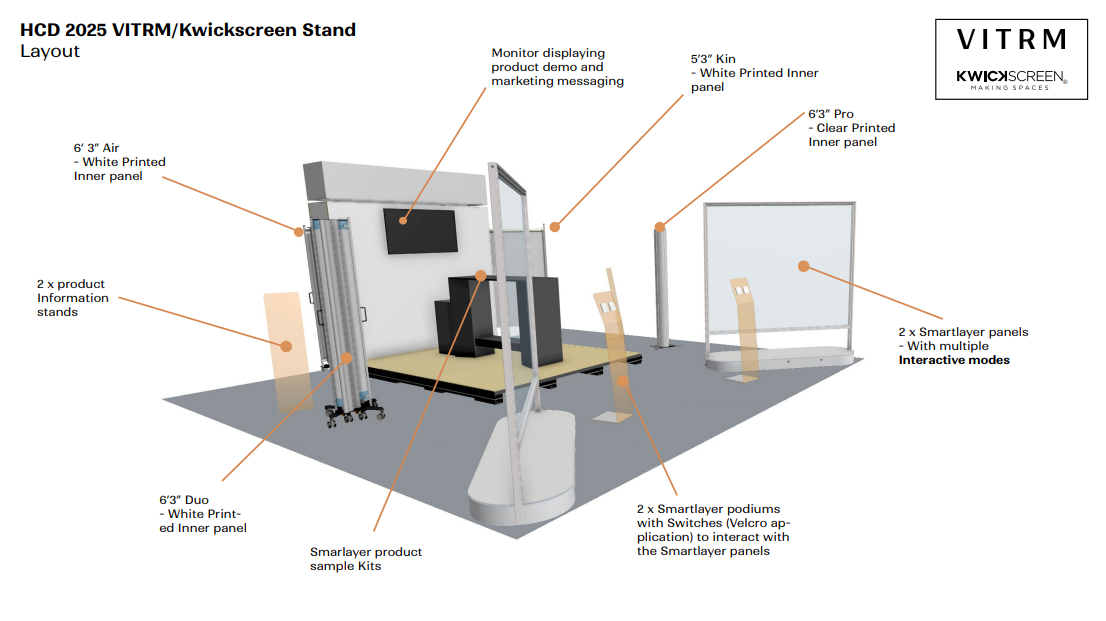 HCD 2025 VITRM/Kwickscreen Stand
Layout
VITRM
KWICKSCREEN
MAKING SPACES
Monitor displaying
product demo and
marketing messaging
5'3” Kin
- White Printed Inner
panel
6'3” Pro
- Clear Printed
Inner panel
6' 3” Air
- White Printed
Inner panel
2 x product
Information
stands
2 x Smartlayer panels
- With multiple
Interactive modes
6'3” Duo
- White Print-
ed Inner panel
Smarlayer product
sample Kits
2 x Smartlayer podiums
with Switches (Velcro ap-
plication) to interact with
the Smartlayer panels